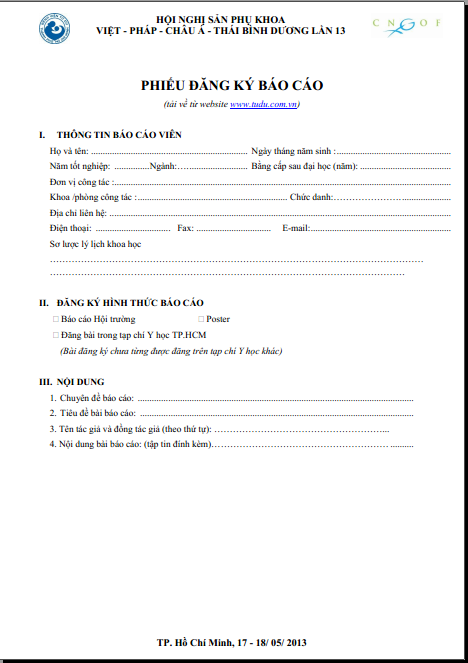 HỘI NGHỊ SẢN PHỤ KHOA
VIỆT - PHÁP - CHÂU Á - THÁI BÌNH DƯƠNG LẦN 13
CNGOF
PHIẾU ĐĂNG KÝ BÁO CÁO
(tải về từ website www.tudu.com.vn)
I. THÔNG TIN BÁO CÁO VIÊN
Họ và tên: .......................................................... Ngày tháng năm sinh :..........................................
Năm tốt nghiệp: ..............Ngành:….......................... Bằng cấp sau đại học (năm): ..................................
Đơn vị công tác :.................................................................................................................
Khoa /phòng công tác :......................................................... Chức danh:……………………...................
Địa chỉ liên hệ: .................................................................................................................
Điện thoại: ............................ Fax: ............................ E-mail:....................................................
Sơ lược lý lịch khoa học
……………………………………………………………………………………………………………
………………………………………………………………………………………………………
II. ĐĂNG KÝ HÌNH THỨC BÁO CÁO
□ Báo cáo Hội trường □ Poster
□ Đăng bài trong tạp chí Y học TP.HCM
(Bài đăng ký chưa từng được đăng trên tạp chí Y học khác)
III. NỘI DUNG
1. Chuyên đề báo cáo: .....................................................................................................
2. Tiêu đề bài báo cáo: ....................................................................................................
3. Tên tác giả và đồng tác giả (theo thứ tự): ………………………………………………...
4. Nội dung bài báo cáo: (tập tin đính kèm)…………………………………………………..........
TP. Hồ Chí Minh, 17 - 18/ 05/ 2013